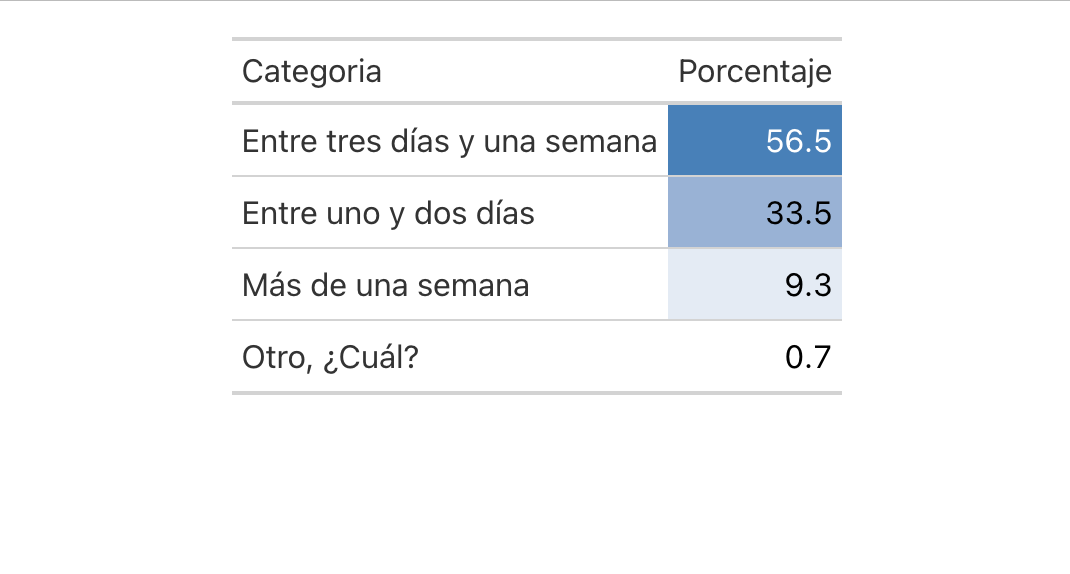 Categoria Porcentaje
Entre tres días y una semana 56.5
Entre uno y dos días 33.5
Más de una semana 9.3
Otro, ¿Cuál? 0.7